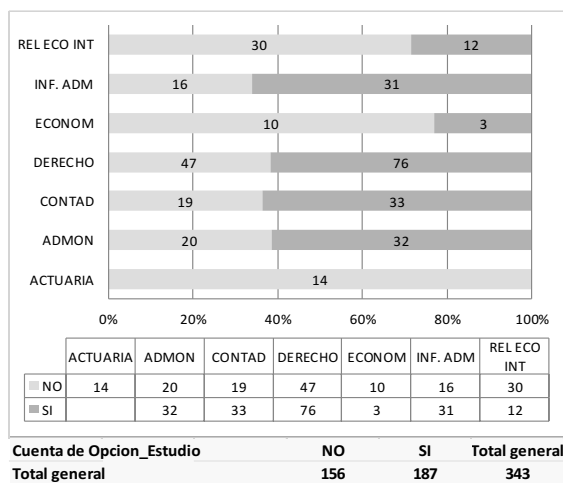 REL ECO INT 30 12
INF. ADM 16 31
ECONOM 10 3
DERECHO 47 76
CONTAD 19 33
ADMON 20 32
ACTUARIA 14
0% 20% 40% 60% 80% 100%
ACTUARIA ADMON CONTAD DERECHO ECONOM INF. ADM REL ECO
INT
NO 14 20 19 47 10 16 30
SI 32 33 76 3 31 12
Cuenta de Opcion_Estudio NO SI Total general
Total general 156 187 343